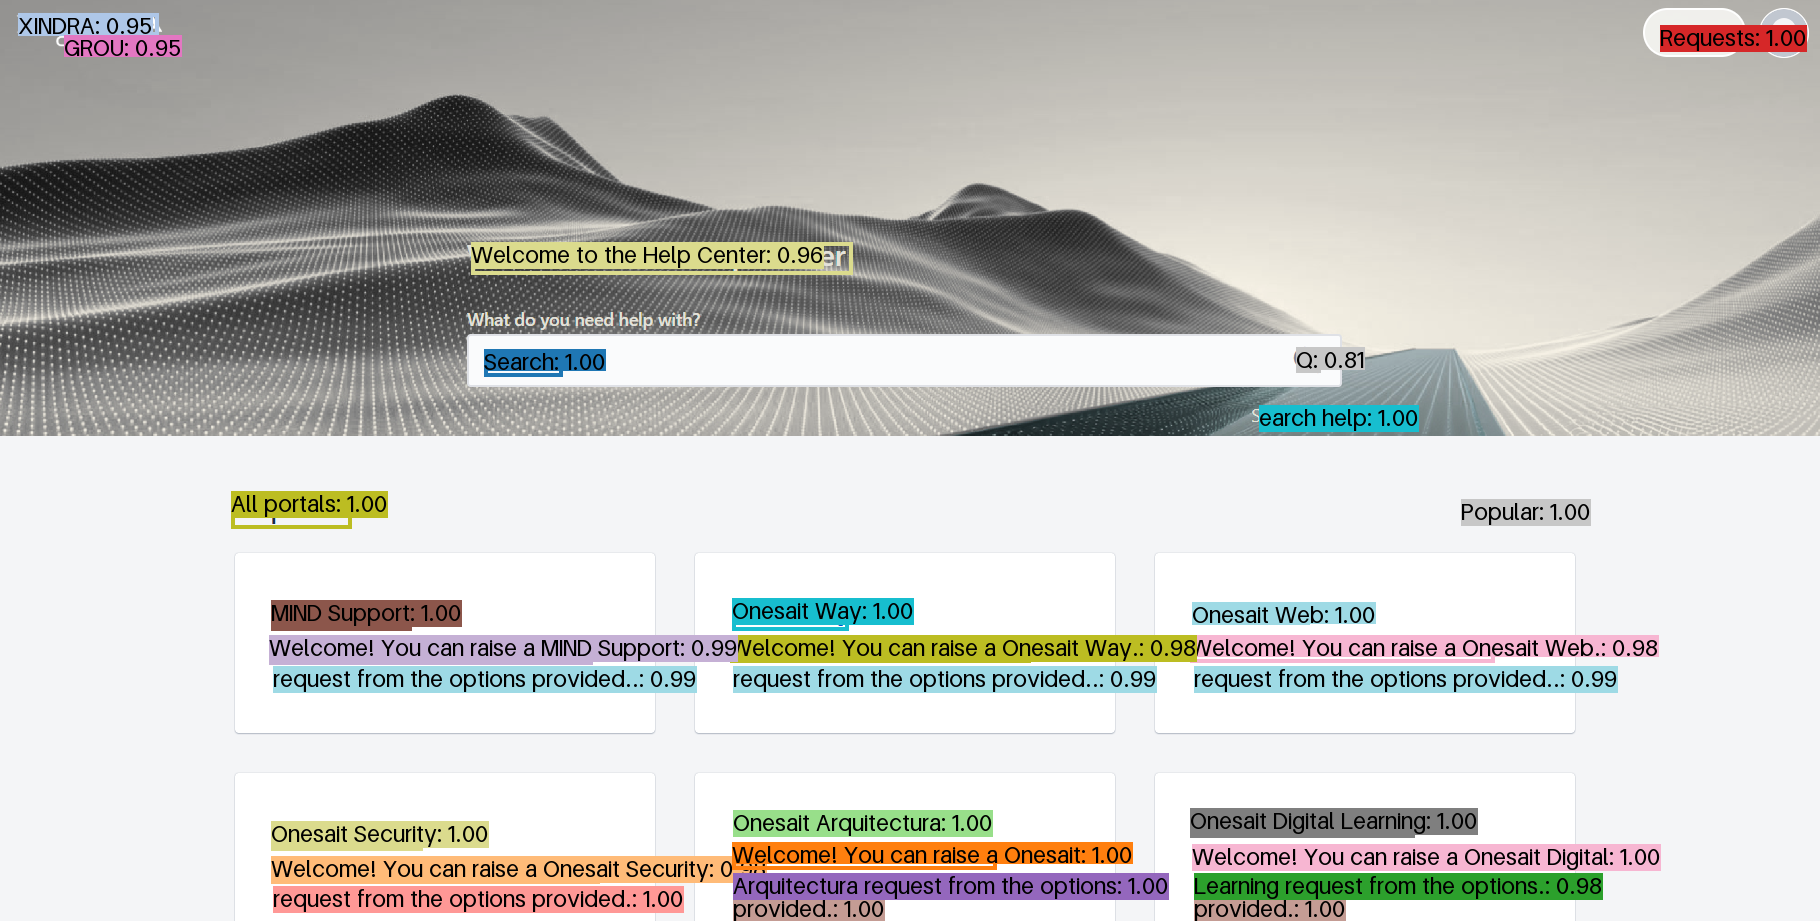 XINDRA: 0.95
GROU: 0.95
Requests: 1.00
Welcome to the Help Center: 0.96
What do you need help with?
Search: 1.00
Q: 0.81
Search help: 1.00
All portals: 1.00
Popular: 1.00
MIND Support: 1.00
Welcome! You can raise a MIND Support: 0.99
request from the options provided..: 0.99
Onesait Way: 1.00
Welcome! You can raise a Onesait Way.: 0.98
request from the options provided..: 0.99
Onesait Web: 1.00
Welcome! You can raise a Onesait Web.: 0.98
request from the options provided..: 0.99
Onesait Security: 1.00
Welcome! You can raise a Onesait Security: 0.98
request from the options provided.: 1.00
Onesait Arquitectura: 1.00
Welcome! You can raise a Onesait: 1.00
Arquitectura request from the options: 1.00
provided.: 1.00
Onesait Digital Learning: 1.00
Welcome! You can raise a Onesait Digital: 1.00
Learning request from the options.: 0.98
provided.: 1.00